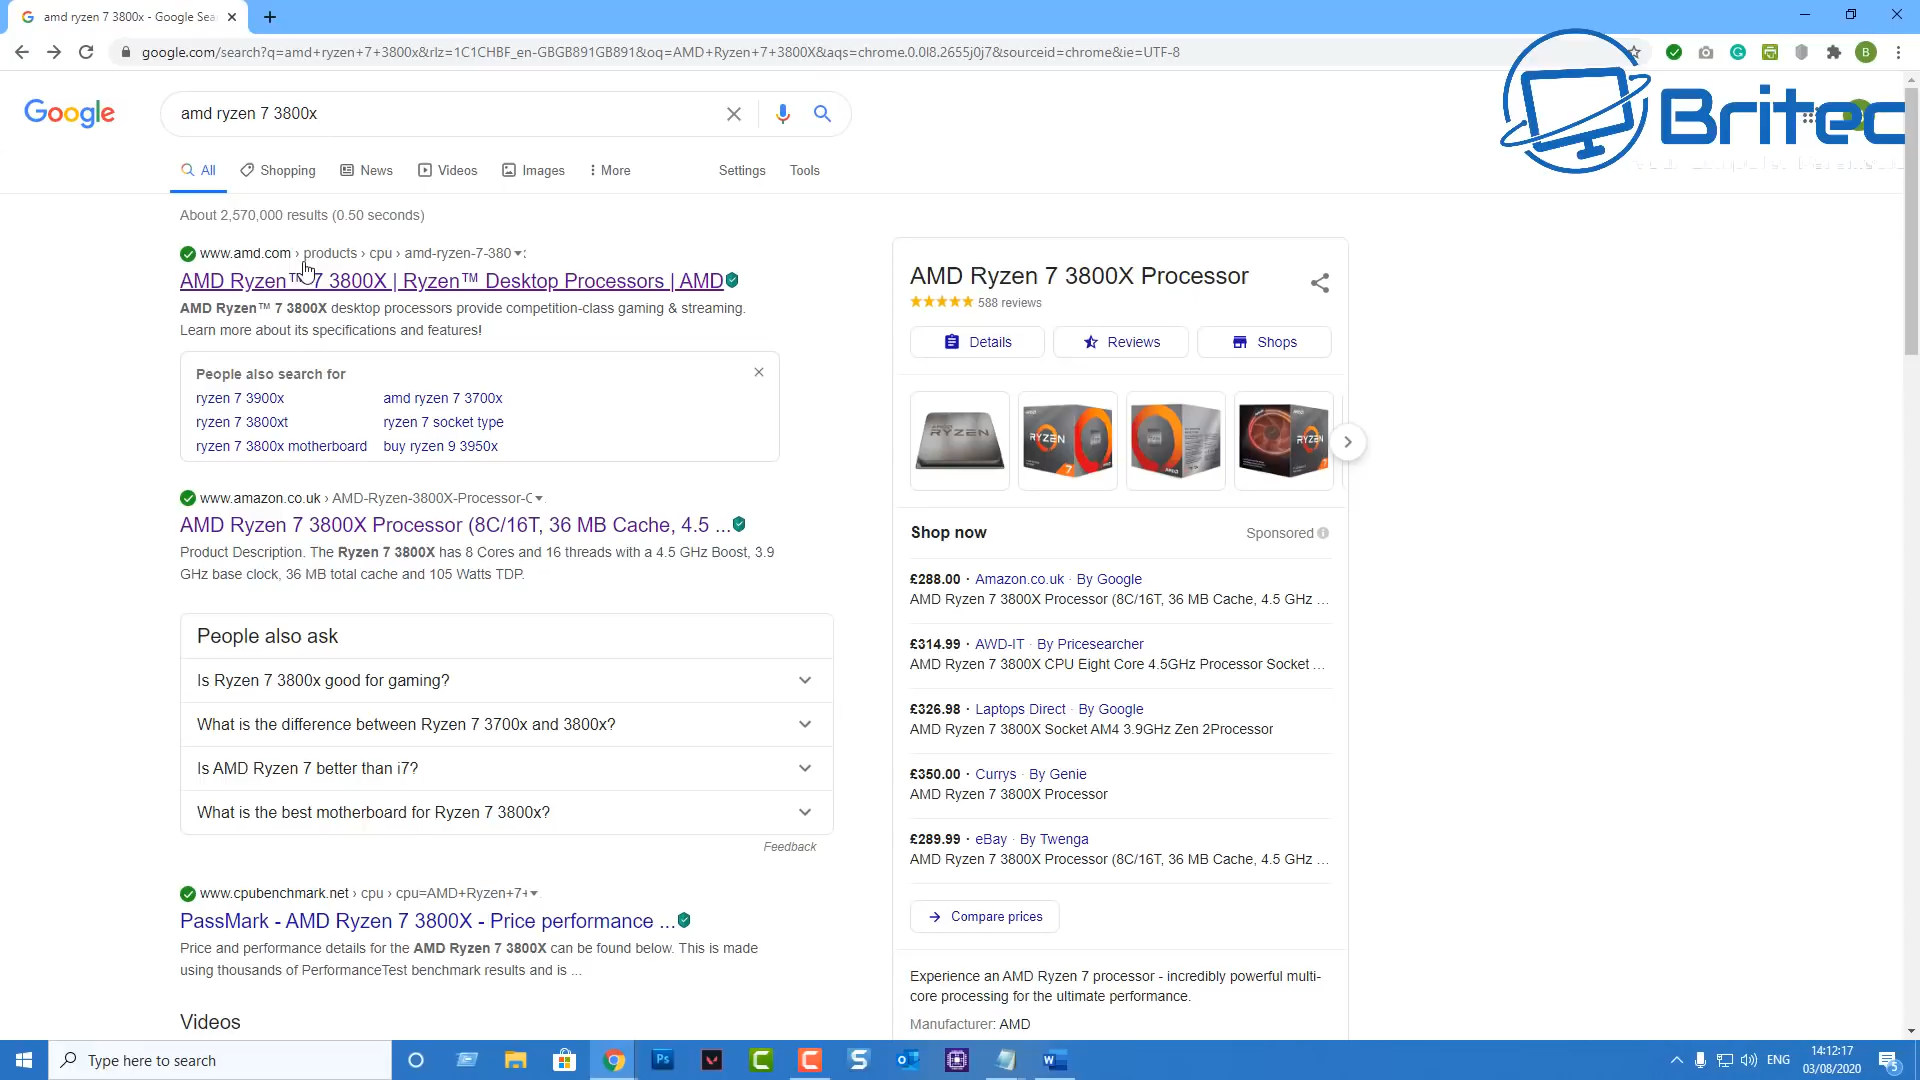 amd ryzen 7 3800x - Google Sea
google.com/search?q=amd+ryzen+7+3800x&rlz=1C1CHBF_en-GBGB891GB891&oq=AMD+Ryzen+7+3800X&aqs=chrome.0.0l8.2655j0j7&sourceid=chrome&ie=UTF-8
B
Britec
Google
amd ryzen 7 3800x
All Shopping News Videos Images More Settings Tools
About 2,570,000 results (0.50 seconds)
www.amd.com › products › cpu › amd-ryzen-7-380
AMD Ryzen™ 7 3800X | Ryzen™ Desktop Processors | AMD
AMD Ryzen™ 7 3800X desktop processors provide competition-class gaming & streaming.
Learn more about its specifications and features!
People also search for
ryzen 7 3900x amd ryzen 7 3700x
ryzen 7 3800xt ryzen 7 socket type
ryzen 7 3800x motherboard buy ryzen 9 3950x
www.amazon.co.uk › AMD-Ryzen-3800X-Processor-C
AMD Ryzen 7 3800X Processor (8C/16T, 36 MB Cache, 4.5 ...
Product Description. The Ryzen 7 3800X has 8 Cores and 16 threads with a 4.5 GHz Boost, 3.9
GHz base clock, 36 MB total cache and 105 Watts TDP.
People also ask
Is Ryzen 7 3800x good for gaming?
What is the difference between Ryzen 7 3700x and 3800x?
Is AMD Ryzen 7 better than i7?
What is the best motherboard for Ryzen 7 3800x?
Feedback
www.cpubenchmark.net › cpu › cpu=AMD+Ryzen+7+
PassMark - AMD Ryzen 7 3800X - Price performance ...
Price and performance details for the AMD Ryzen 7 3800X can be found below. This is made
using thousands of PerformanceTest benchmark results and is ...
Videos
AMD Ryzen 7 3800X Processor
588 reviews
Details Reviews Shops
RYZEN
RYZEN
7
RYZEN
Shop now Sponsored
£288.00 · Amazon.co.uk · By Google
AMD Ryzen 7 3800X Processor (8C/16T, 36 MB Cache, 4.5 GHz ...
£314.99 · AWD-IT · By Pricesearcher
AMD Ryzen 7 3800X CPU Eight Core 4.5GHz Processor Socket ...
£326.98 · Laptops Direct · By Google
AMD Ryzen 7 3800X Socket AM4 3.9GHz Zen 2Processor
£350.00 · Currys · By Genie
AMD Ryzen 7 3800X Processor
£289.99 · eBay · By Twenga
AMD Ryzen 7 3800X Processor (8C/16T, 36 MB Cache, 4.5 GHz ...
Compare prices
Experience an AMD Ryzen 7 processor - incredibly powerful multi-
core processing for the ultimate performance.
Manufacturer: AMD
Type here to search
Ps
ENG
14:12:17
03/08/2020
5